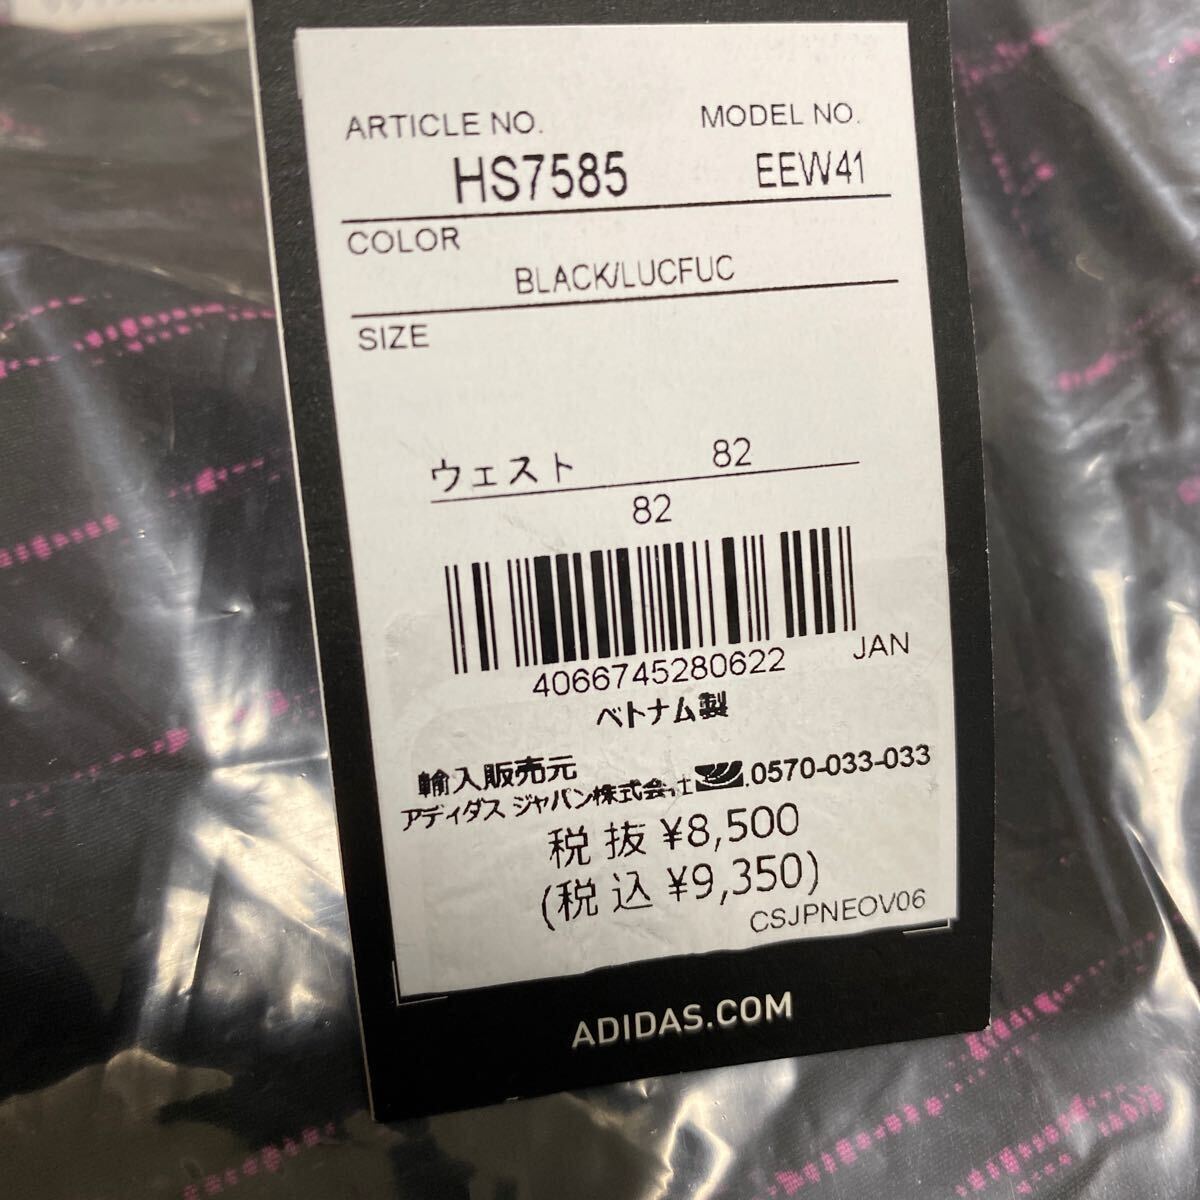 ARTICLE NO. MODEL NO.
HS7585 EEW41
COLOR
BLACK/LUCFUC
SIZE
ウェスト 82
82
4066745280622 JAN
ベトナム製
輸入販売元
アディダス ジャパン株式会社 .0570-033-033
税 抜 ¥8,500
(税 込 ¥9,350)
CSJPNEOV06
ADIDAS.COM